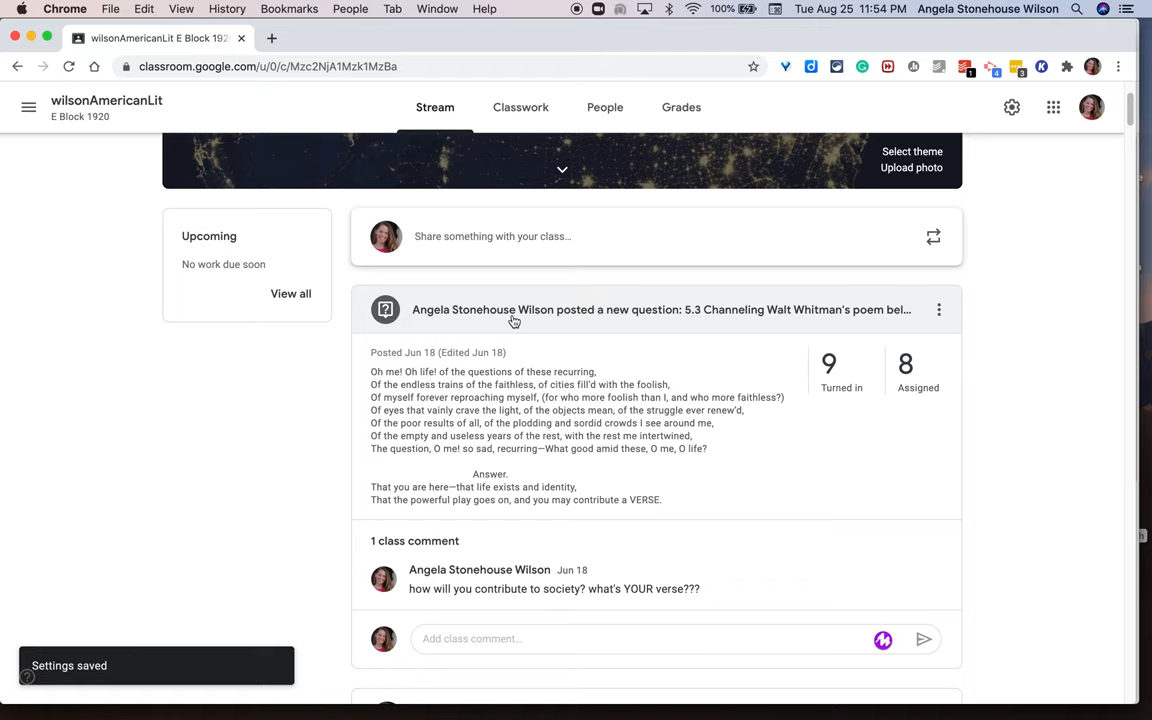 Chrome File Edit View History Bookmarks People Tab Window Help 100% Tue Aug 25 11:54 PM Angela Stonehouse Wilson
wilsonAmericanLit E Block 192
classroom.google.com/u/0/c/Mzc2NjA1Mzk1MzBa
1 4 3
wilsonAmericanLit
E Block 1920
Stream Classwork People Grades
Select theme
Upload photo
Upcoming
No work due soon
View all
Share something with your class...
Angela Stonehouse Wilson posted a new question: 5.3 Channeling Walt Whitman's poem bel...
Posted Jun 18 (Edited Jun 18)
Oh me! Oh life! of the questions of these recurring,
Of the endless trains of the faithless, of cities fill'd with the foolish,
Of myself forever reproaching myself, (for who more foolish than I, and who more faithless?)
Of eyes that vainly crave the light, of the objects mean, of the struggle ever renew'd,
Of the poor results of all, of the plodding and sordid crowds I see around me,
Of the empty and useless years of the rest, with the rest me intertwined,
The question, O me! so sad, recurring—What good amid these, O me, O life?
Answer.
That you are here—that life exists and identity,
That the powerful play goes on, and you may contribute a VERSE.
9
Turned in
8
Assigned
1 class comment
Angela Stonehouse Wilson Jun 18
how will you contribute to society? what's YOUR verse???
Add class comment...
Settings saved